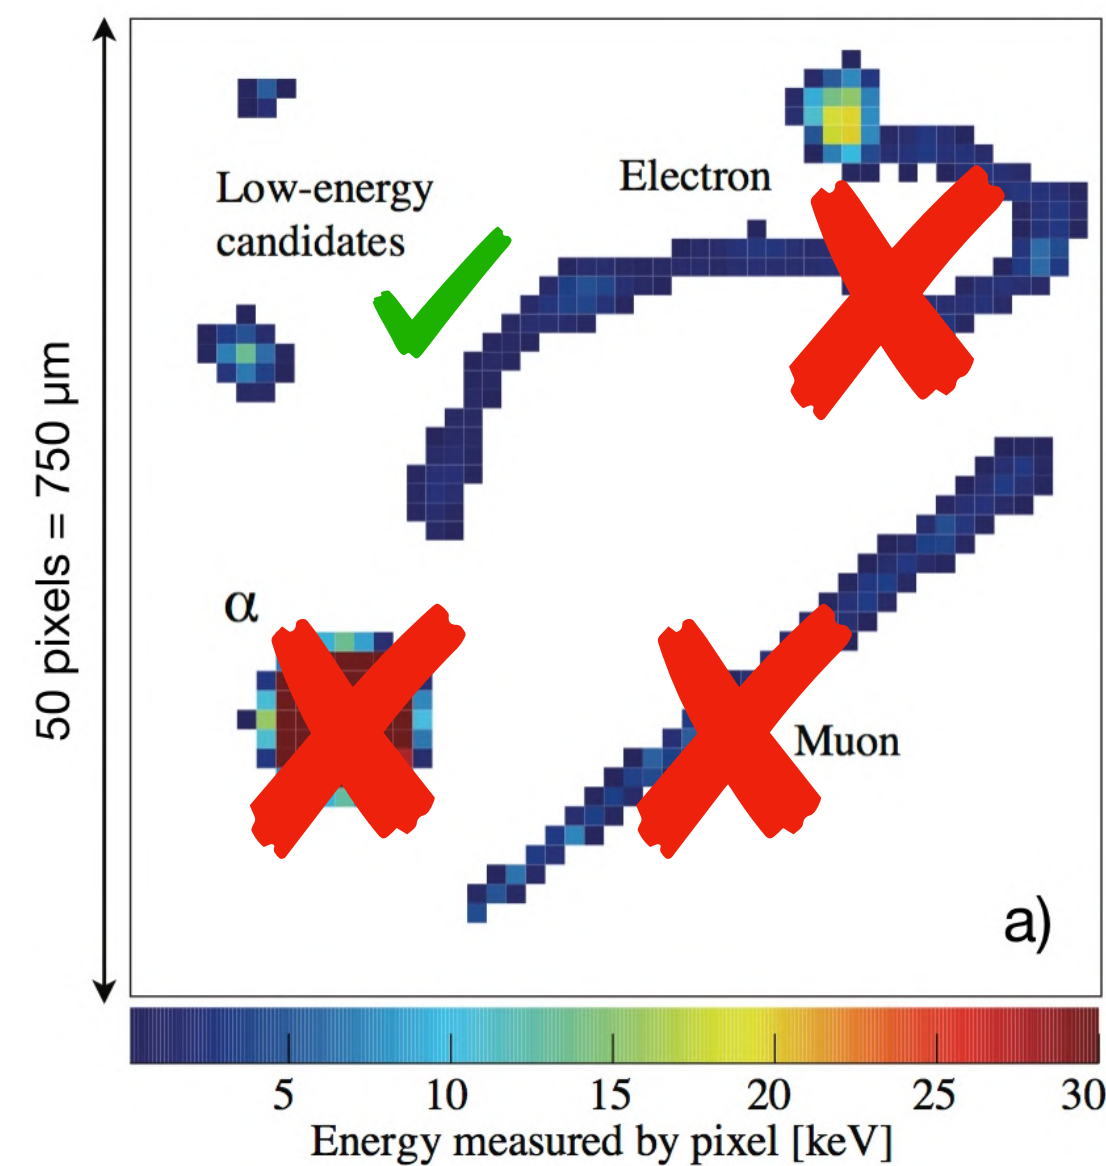 50 pixels = 750 μm
Low-energy
candidates
Electron
α
Muon
a)
5 10 15 20 25 30
Energy measured by pixel [keV]